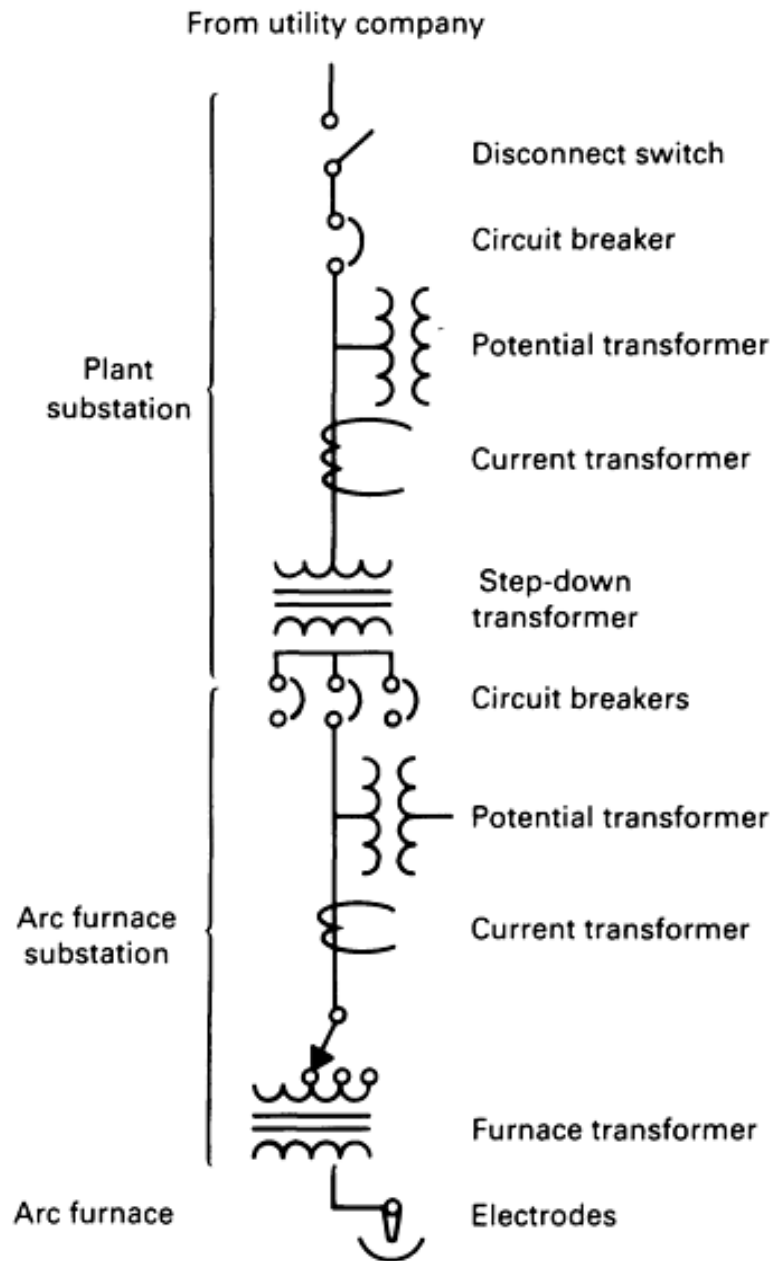 From utility company
Disconnect switch
Circuit breaker
Potential transformer
Plant
substation
Current transformer
Step-down
transformer
Circuit breakers
Potential transformer
Arc furnace
substation
Current transformer
Furnace transformer
Arc furnace
Electrodes